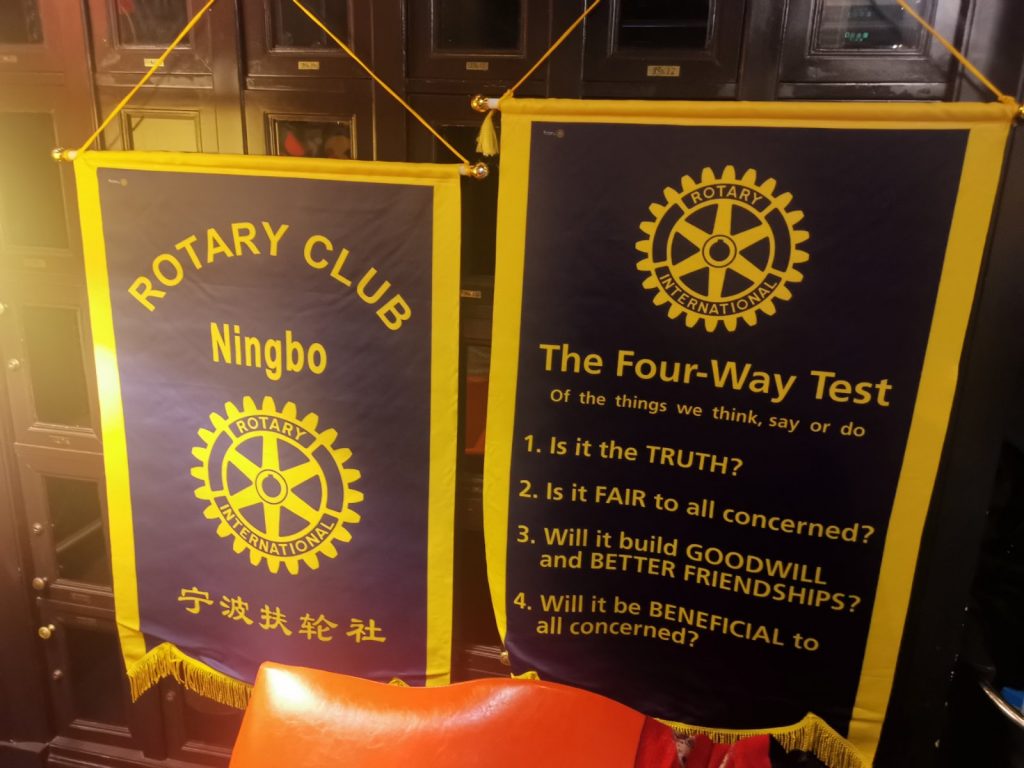 ROTARY CLUB
Ningbo
ROTARY
INTERNATIONAL
宁波扶轮社
ROTARY
INTERNATIONAL
The Four-Way Test
Of the things we think, say or do
1. Is it the TRUTH?
2. Is it FAIR to all concerned?
3. Will it build GOODWILL
and BETTER FRIENDSHIPS?
4. Will it be BENEFICIAL to
all concerned?